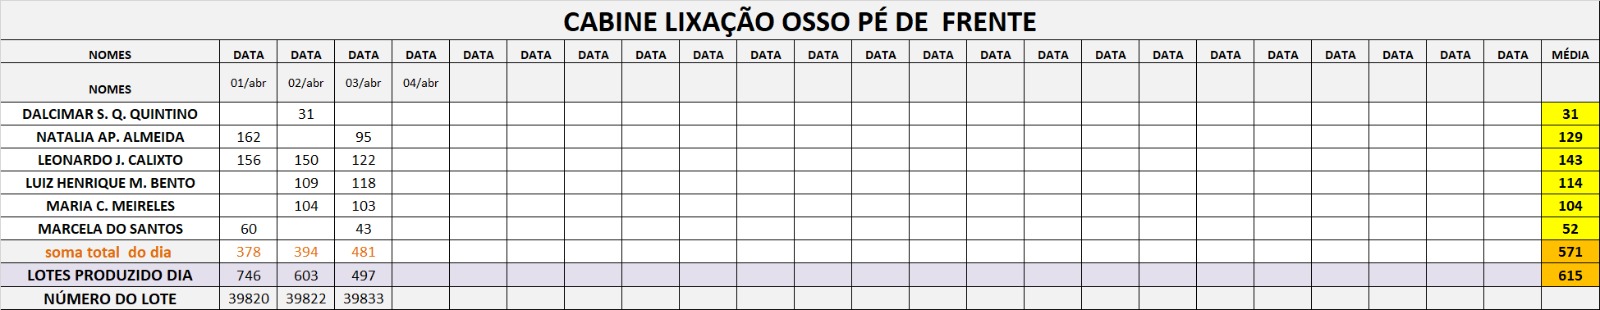 CABINE LIXAÇÃO OSSO PÉ DE FRENTE
NOMES DATA DATA DATA DATA DATA DATA DATA DATA DATA DATA DATA DATA DATA DATA DATA DATA DATA DATA DATA DATA DATA DATA DATA MÉDIA
NOMES 01/abr 02/abr 03/abr 04/abr
DALCIMAR S. Q. QUINTINO 31 31
NATALIA AP. ALMEIDA 162 95 129
LEONARDO J. CALIXTO 156 150 122 143
LUIZ HENRIQUE M. BENTO 109 118 114
MARIA C. MEIRELES 104 103 104
MARCELA DO SANTOS 60 43 52
soma total do dia 378 394 481 571
LOTES PRODUZIDO DIA 746 603 497 615
NÚMERO DO LOTE 39820 39822 39833